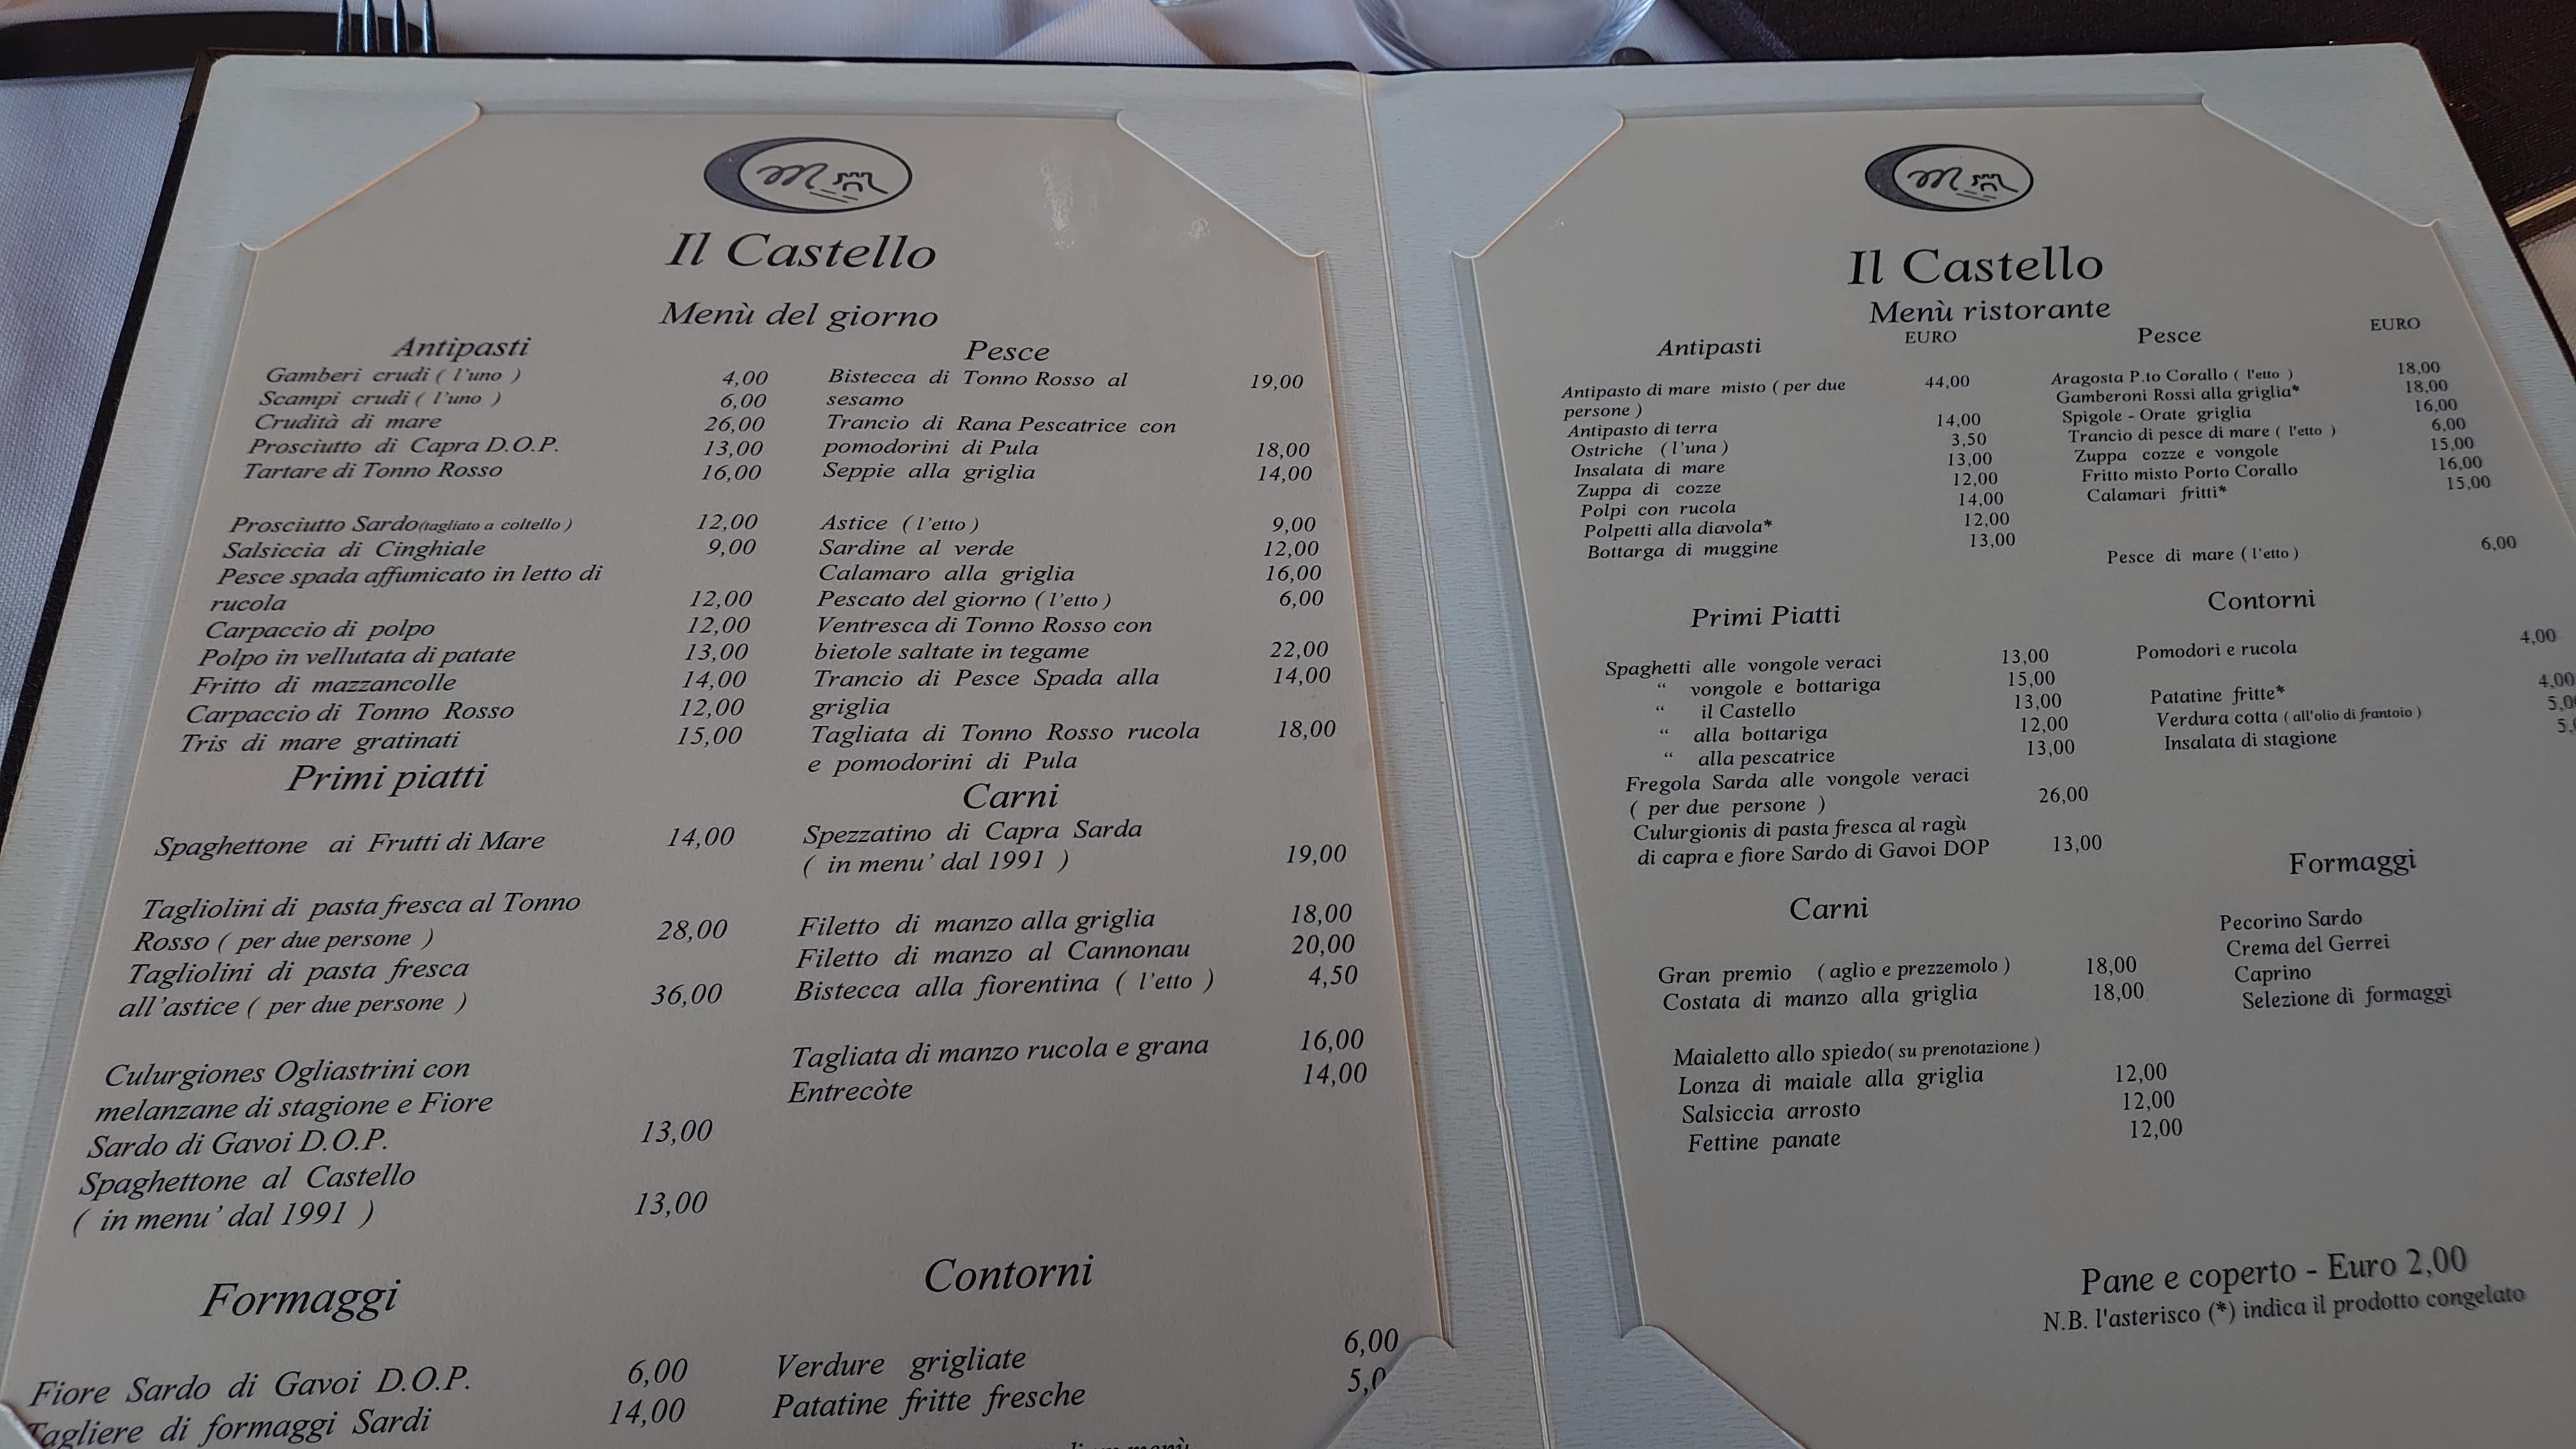 Il Castello
Menù del giorno
Antipasti
Gamberi crudi ( l'uno ) 4,00
Scampi crudi ( l'uno ) 6,00
Crudità di mare 26,00
Prosciutto di Capra D.O.P. 13,00
Tartare di Tonno Rosso 16,00
Prosciutto Sardo(tagliato a coltello ) 12,00
Salsiccia di Cinghiale 9,00
Pesce spada affumicato in letto di
rucola 12,00
Carpaccio di polpo 12,00
Polpo in vellutata di patate 13,00
Fritto di mazzancolle 14,00
Carpaccio di Tonno Rosso 12,00
Tris di mare gratinati 15,00
Primi piatti
Spaghettone ai Frutti di Mare 14,00
Tagliolini di pasta fresca al Tonno
Rosso ( per due persone ) 28,00
Tagliolini di pasta fresca
all'astice ( per due persone ) 36,00
Culurgiones Ogliastrini con
melanzane di stagione e Fiore
Sardo di Gavoi D.O.P. 13,00
Spaghettone al Castello
( in menu' dal 1991 ) 13,00
Formaggi
Fiore Sardo di Gavoi D.O.P. 6,00
Tagliere di formaggi Sardi 14,00
Pesce
Bistecca di Tonno Rosso al 19,00
sesamo
Trancio di Rana Pescatrice con
pomodorini di Pula 18,00
Seppie alla griglia 14,00
Astice ( l'etto ) 9,00
Sardine al verde 12,00
Calamaro alla griglia 16,00
Pescato del giorno ( l'etto ) 6,00
Ventresca di Tonno Rosso con
bietole saltate in tegame 22,00
Trancio di Pesce Spada alla 14,00
griglia
Tagliata di Tonno Rosso rucola 18,00
e pomodorini di Pula
Carni
Spezzatino di Capra Sarda
( in menu' dal 1991 ) 19,00
Filetto di manzo alla griglia 18,00
Filetto di manzo al Cannonau 20,00
Bistecca alla fiorentina ( l'etto ) 4,50
Tagliata di manzo rucola e grana 16,00
Entrecòte 14,00
Contorni
Verdure grigliate 6,00
Patatine fritte fresche 5,0
menù
Il Castello
Menù ristorante
Antipasti EURO
Antipasto di mare misto ( per due 44,00
persone )
Antipasto di terra 14,00
Ostriche ( l'una ) 3,50
Insalata di mare 13,00
Zuppa di cozze 12,00
Polpi con rucola 14,00
Polpetti alla diavola* 12,00
Bottarga di muggine 13,00
Primi Piatti
Spaghetti alle vongole veraci 13,00
“ vongole e bottariga 15,00
“ il Castello 13,00
“ alla bottariga 12,00
“ alla pescatrice 13,00
Fregola Sarda alle vongole veraci
( per due persone ) 26,00
Culurgionis di pasta fresca al ragù
di capra e fiore Sardo di Gavoi DOP 13,00
Carni
Gran premio ( aglio e prezzemolo ) 18,00
Costata di manzo alla griglia 18,00
Maialetto allo spiedo( su prenotazione )
Lonza di maiale alla griglia 12,00
Salsiccia arrosto 12,00
Fettine panate 12,00
Pesce EURO
Aragosta P.to Corallo ( l'etto ) 18,00
Gamberoni Rossi alla griglia* 18,00
Spigole - Orate griglia 16,00
Trancio di pesce di mare ( l'etto ) 6,00
Zuppa cozze e vongole 15,00
Fritto misto Porto Corallo 16,00
Calamari fritti* 15,00
Pesce di mare ( l'etto ) 6,00
Contorni
Pomodori e rucola 4,00
Patatine fritte* 4,00
Verdura cotta ( all'olio di frantoio ) 5,0
Insalata di stagione 5,
Formaggi
Pecorino Sardo
Crema del Gerrei
Caprino
Selezione di formaggi
Pane e coperto - Euro 2,00
N.B. l'asterisco (*) indica il prodotto congelato